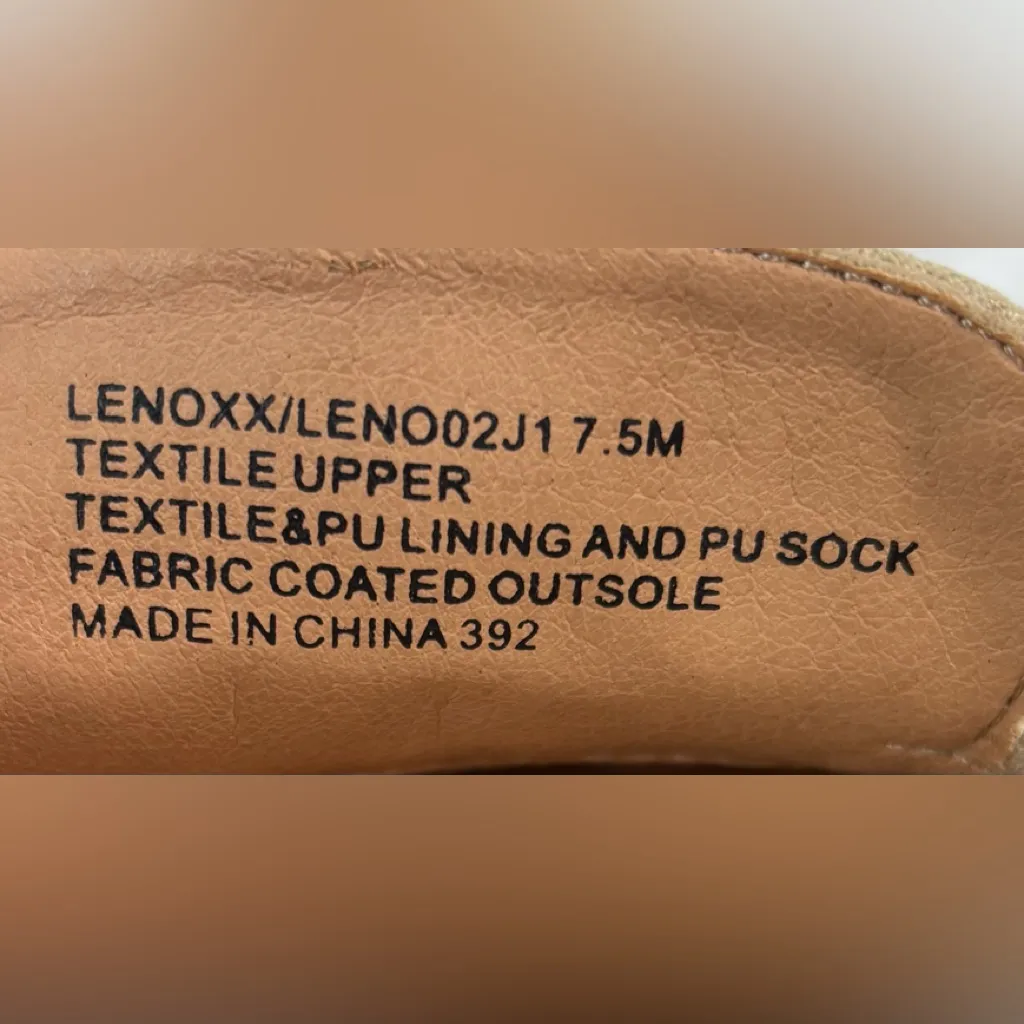 LENOXX/LENO02J1 7.5M
TEXTILE UPPER
TEXTILE&PU LINING AND PU SOCK
FABRIC COATED OUTSOLE
MADE IN CHINA 392